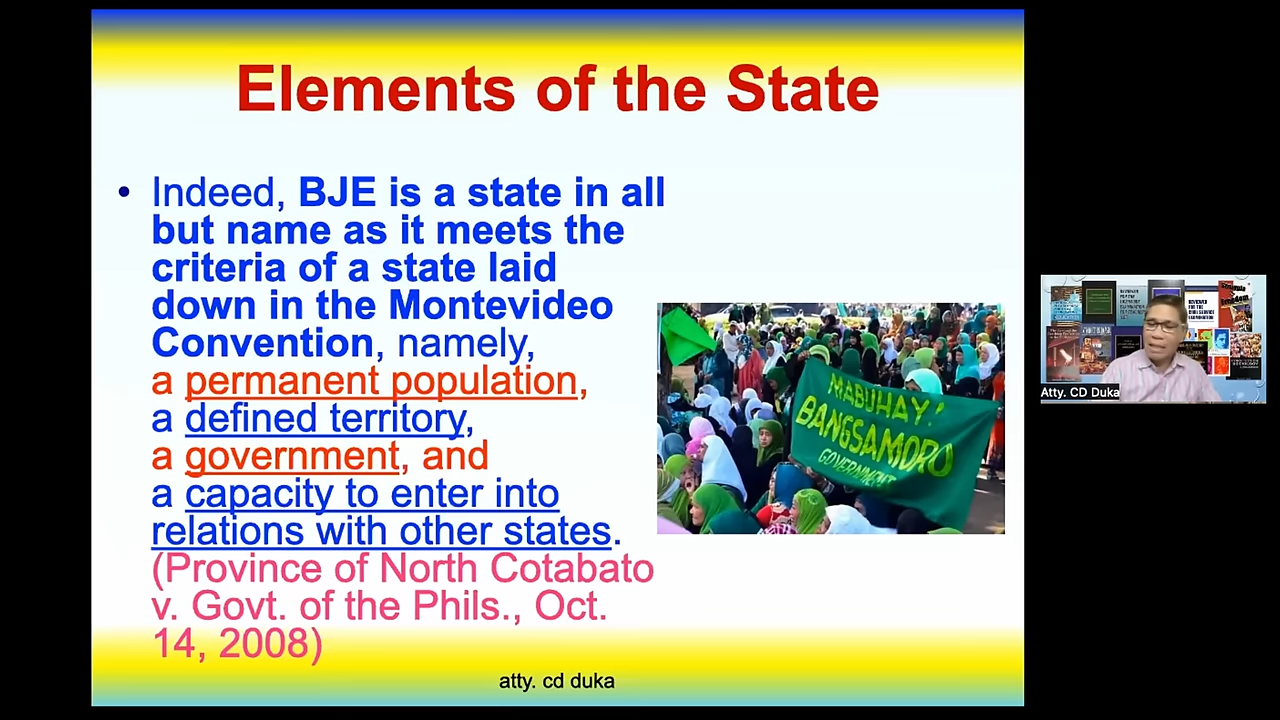 Elements of the State
• Indeed, BJE is a state in all
but name as it meets the
criteria of a state laid
down in the Montevideo
Convention, namely,
a permanent population,
a defined territory,
a government, and
a capacity to enter into
relations with other states.
(Province of North Cotabato
v. Govt. of the Phils., Oct.
14, 2008)
MABUHAY!
BANGSAMORO
GOVERNMENT
atty. cd duka
Atty. CD Duka